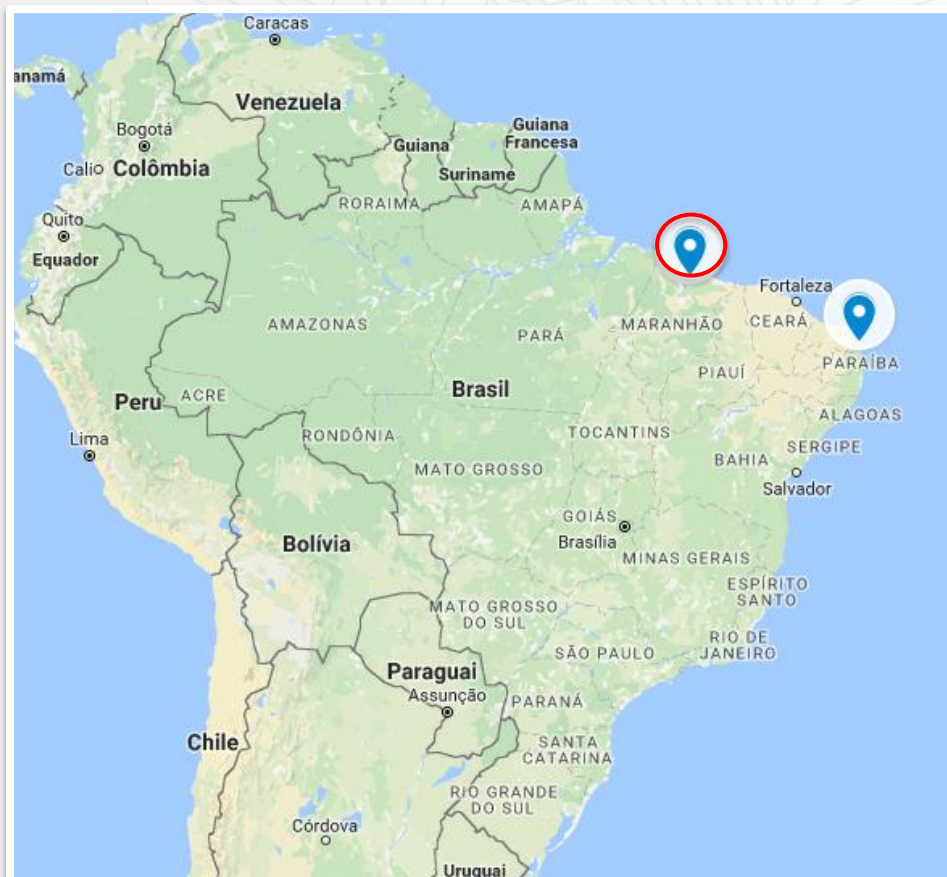 Caracas
anamá
Venezuela
Bogotá
Guiana
Francesa
Guiana
Cali
Colômbia
Suriname
RORAIMA
AMAPÁ
Quito
Equador
Fortaleza
AMAZONAS
PARÁ
MARANHÃO
CEARÁ
PARAÍBA
PIAUÍ
Brasil
Peru
ACRE
ALAGOAS
Lima
RONDÔNIA
TOCANTINS
SERGIPE
MATO GROSSO
BAHIA
Salvador
GOIÁS
Brasília
Bolívia
MINAS GERAIS
ESPÍRITO
SANTO
MATO GROSSO
DO SUL
RIO DE
JANEIRO
SÃO PAULO
Paraguai
Assunção
PARANÁ
Chile
SANTA
CATARINA
RIO GRANDE
DO SUL
Córdova
Uruguai